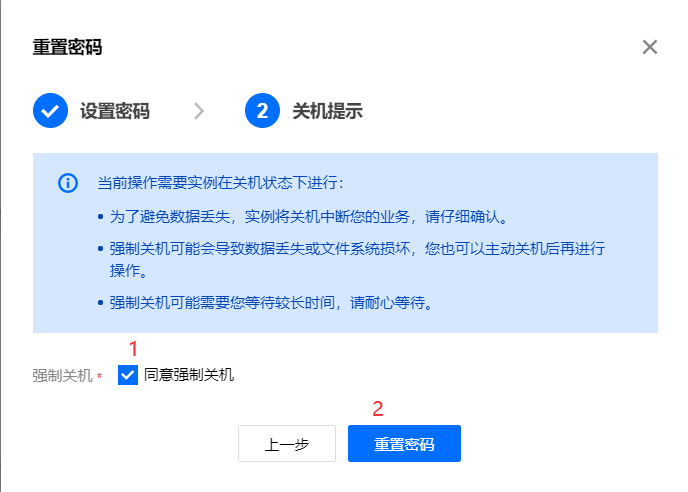 重置密码
设置密码
2 关机提示
当前操作需要实例在关机状态下进行：
• 为了避免数据丢失，实例将关机中断您的业务，请仔细确认。
• 强制关机可能会导致数据丢失或文件系统损坏，您也可以主动关机后再进行
操作。
• 强制关机可能需要您等待较长时间，请耐心等待。
1
强制关机 * 同意强制关机
2
上一步 重置密码